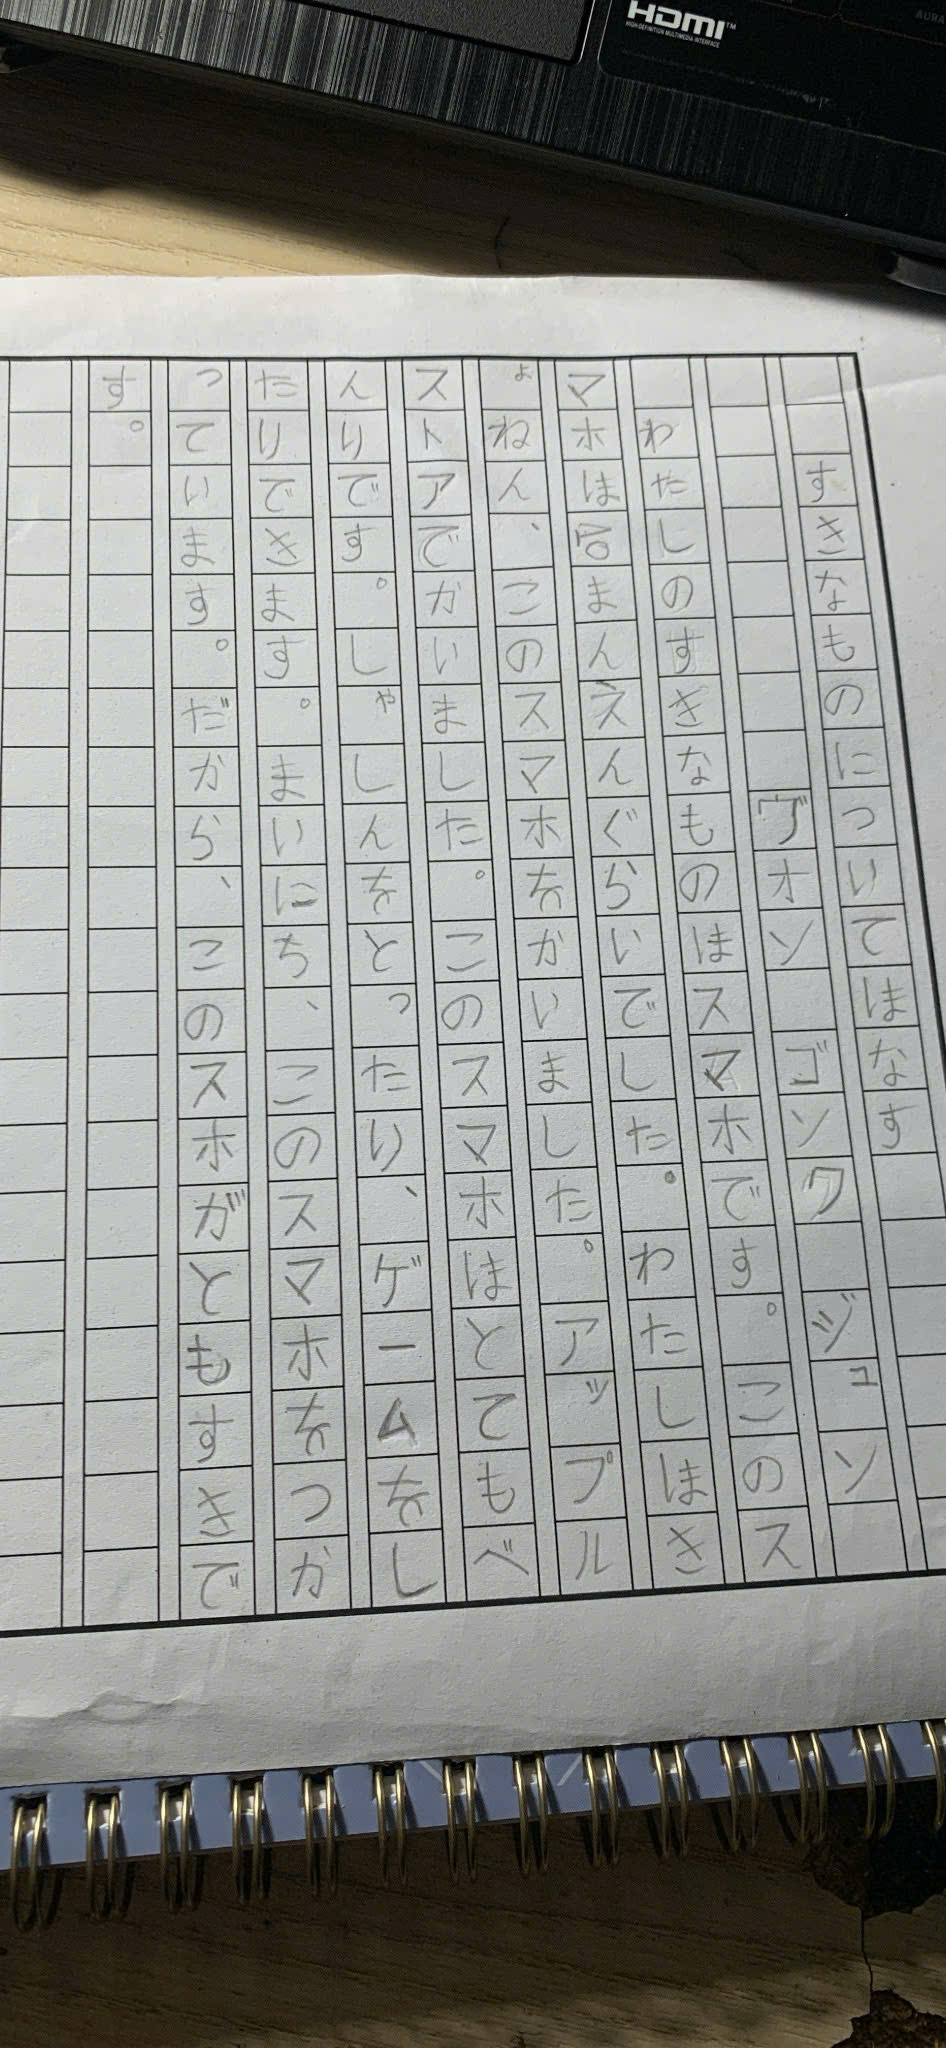 HDMI™
HIGH-DEFINITION MULTIMEDIA INTERFACE
すきなものについてはなす
ヴオン ゴンク ジュン
わたしのすきなものはスマホです。このス
マホはまんえんぐらいでした。わたしはき
ょねん、このスマホをかいました。アップル
ストアでかいました。このスマホはとてもべ
んりです。しゃしんをとったり、ゲームをし
たりできます。まいにち、このスマホをつか
っています。だから、このスホがともすきで
す。